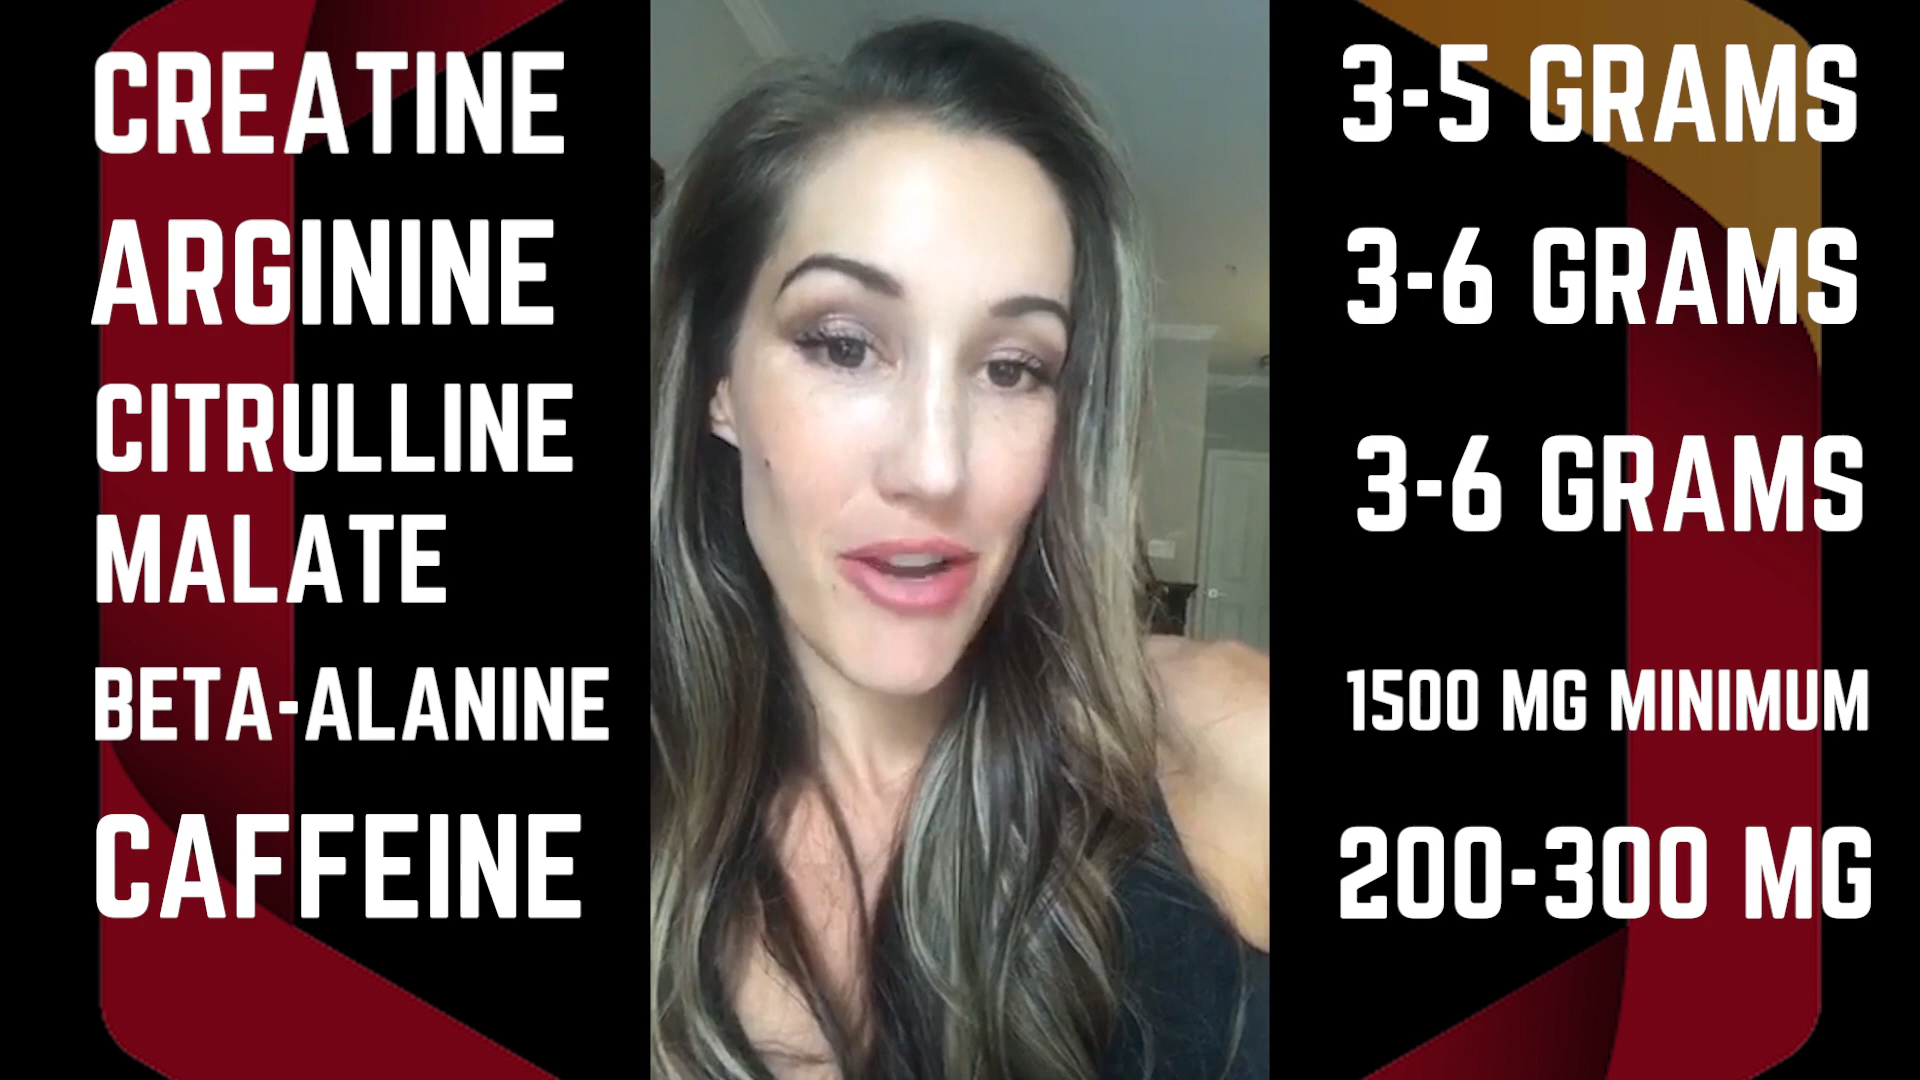 CREATINE
3-5 GRAMS
ARGININE
3-6 GRAMS
CITRULLINE
MALATE
3-6 GRAMS
BETA-ALANINE
1500 MG MINIMUM
CAFFEINE
200-300 MG